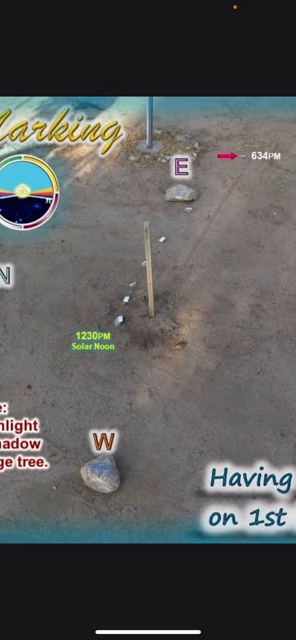 Marking
E
634PM
N
1230PM
Solar Noon
e:
nlight
hadow
ge tree.
W
Having
on 1st